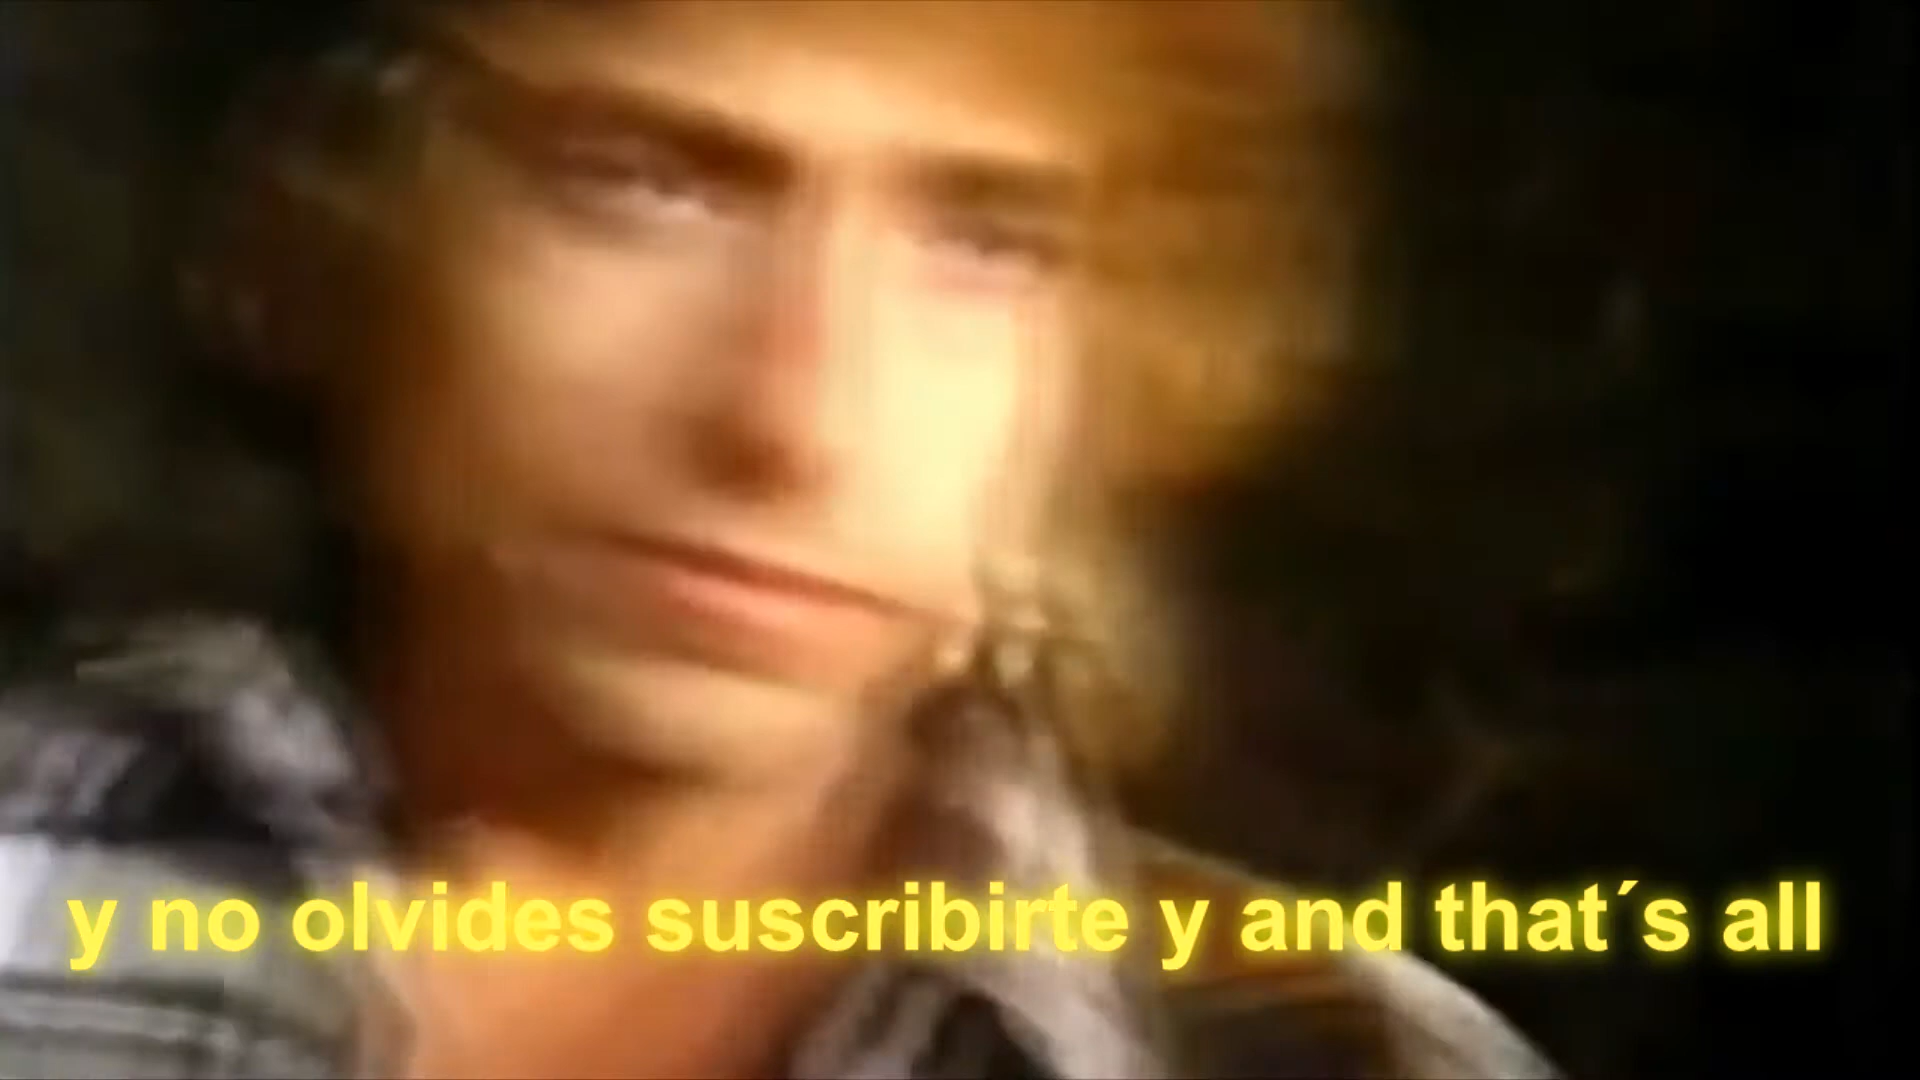 y no olvides suscribirte y and that´s all